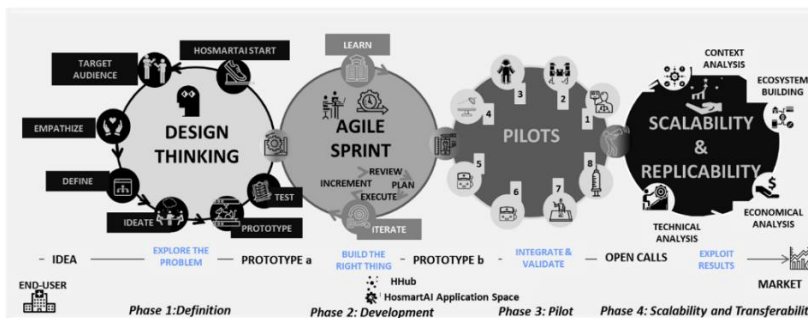 HOSMARTAI START
TARGET
AUDIENCE
EMPATHIZE
DEFINE
IDEATE
PROTOTYPE
TEST
DESIGN
THINKING
LEARN
AGILE
SPRINT
REVIEW
INCREMENT
PLAN
EXECUTE
ITERATE
PILOTS
1
2
3
4
5
6
7
8
CONTEXT
ANALYSIS
ECOSYSTEM
BUILDING
SCALABILITY
&
REPLICABILITY
TECHNICAL
ANALYSIS
ECONOMICAL
ANALYSIS
IDEA
EXPLORE THE
PROBLEM
PROTOTYPE a
BUILD THE
RIGHT THING
PROTOTYPE b
INTEGRATE &
VALIDATE
OPEN CALLS
EXPLOIT
RESULTS
MARKET
END-USER
HHub
HosmartAI Application Space
Phase 1:Definition
Phase 2: Development
Phase 3: Pilot
Phase 4: Scalability and Transferabilit